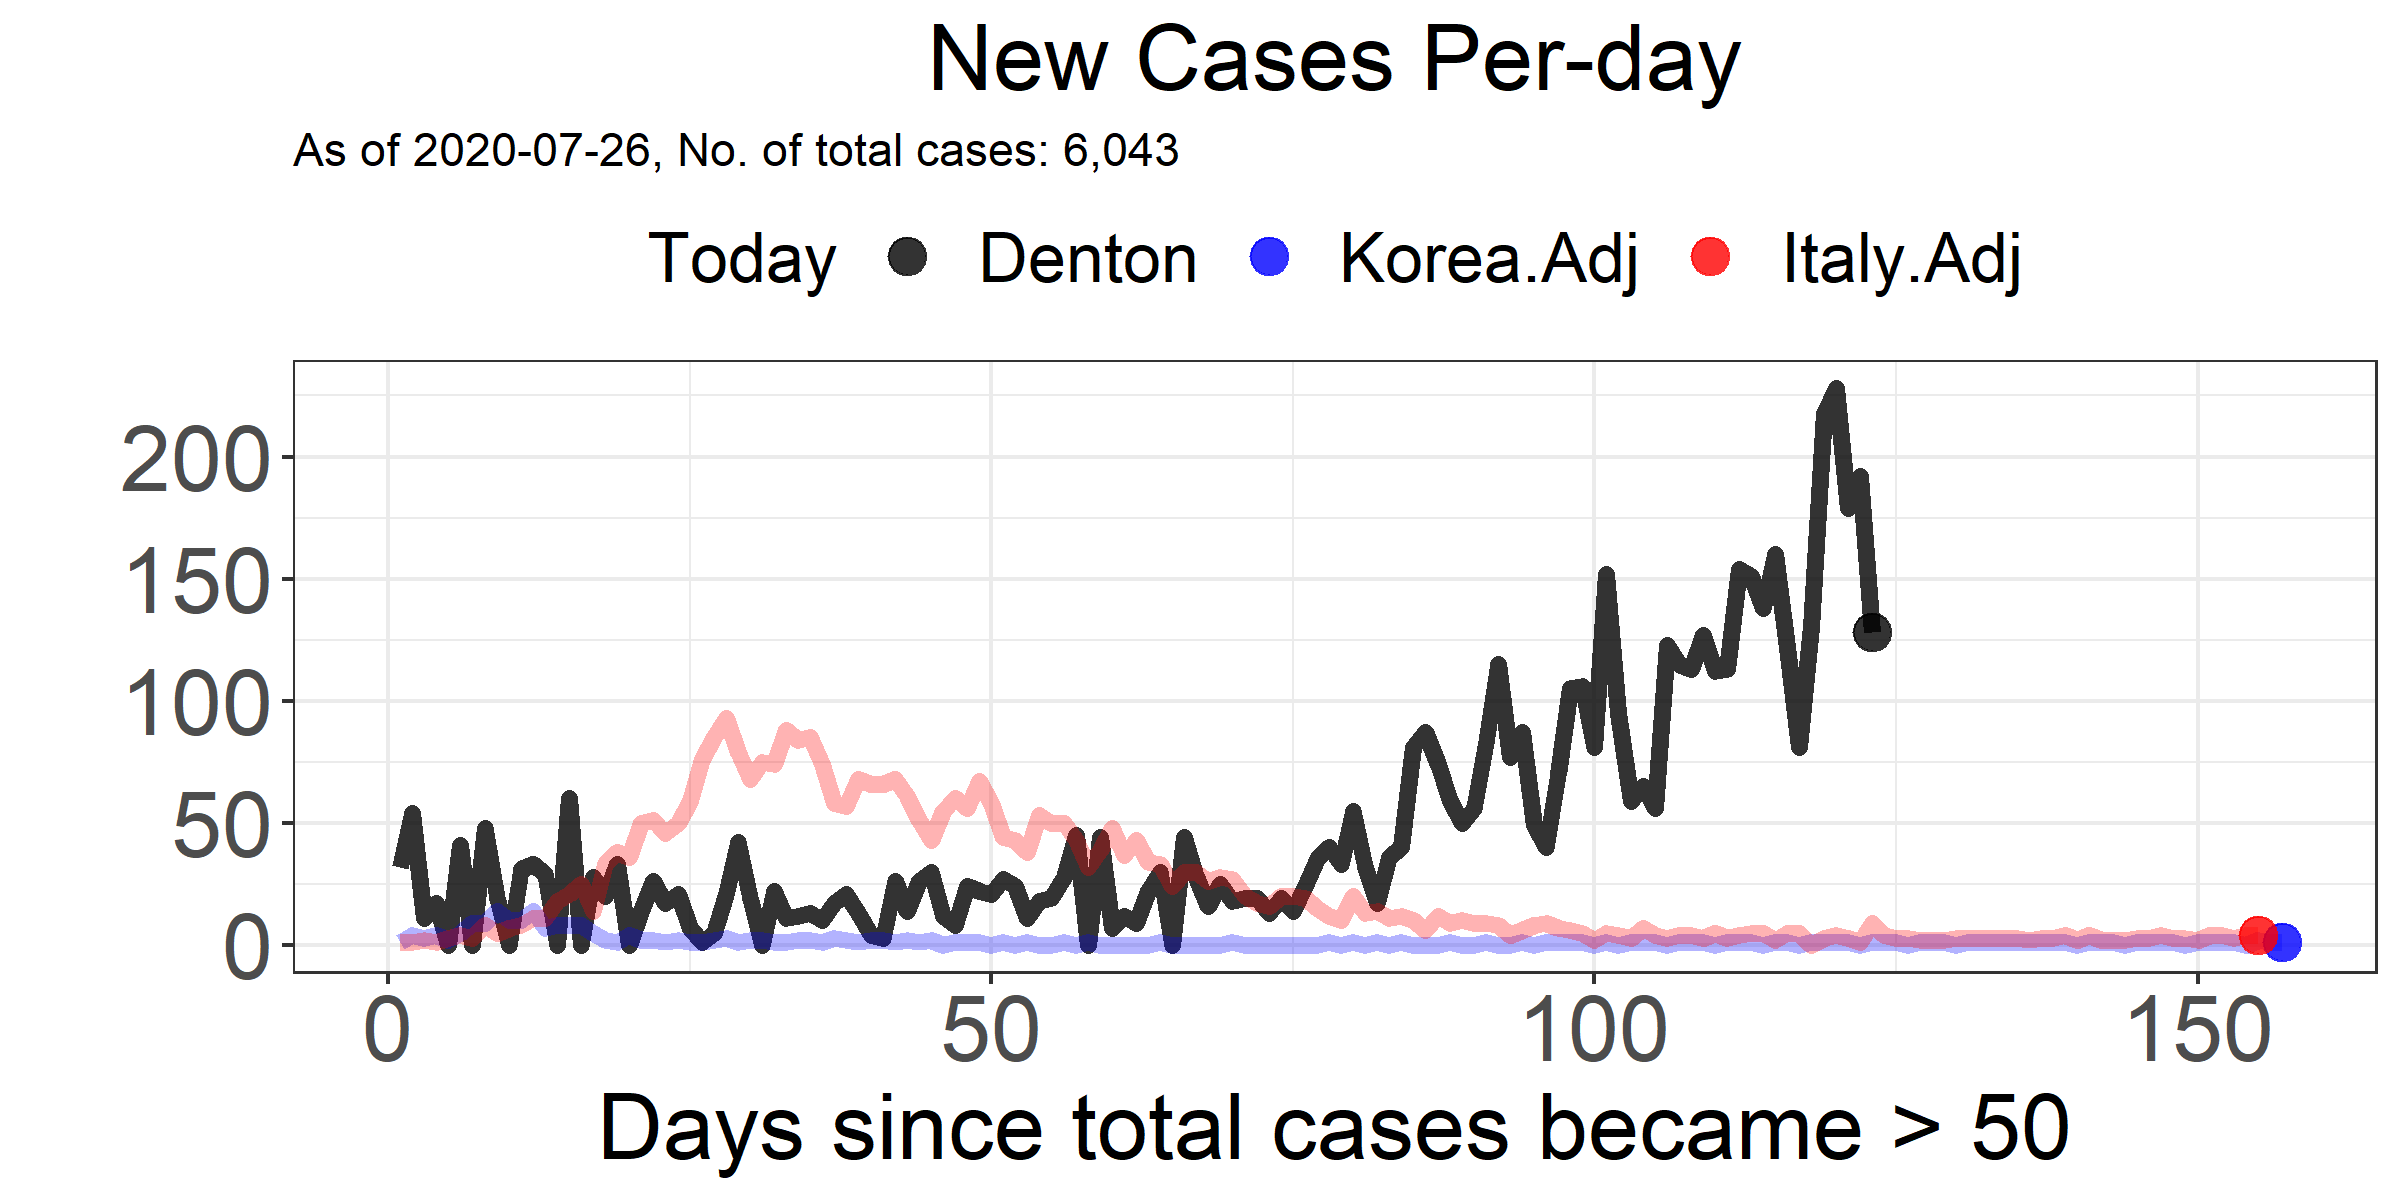 New Cases Per-day
As of 2020-07-26, No. of total cases: 6,043
Today Denton Korea.Adj Italy.Adj
200
150
100
50
0
0 50 100 150
Days since total cases became > 50